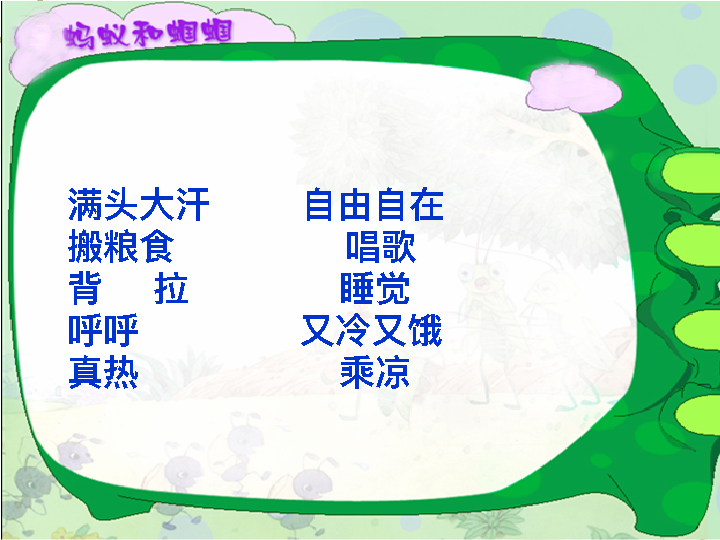 蚂蚁和蝈蝈
满头大汗 自由自在
搬粮食 唱歌
背 拉 睡觉
呼呼 又冷又饿
真热 乘凉